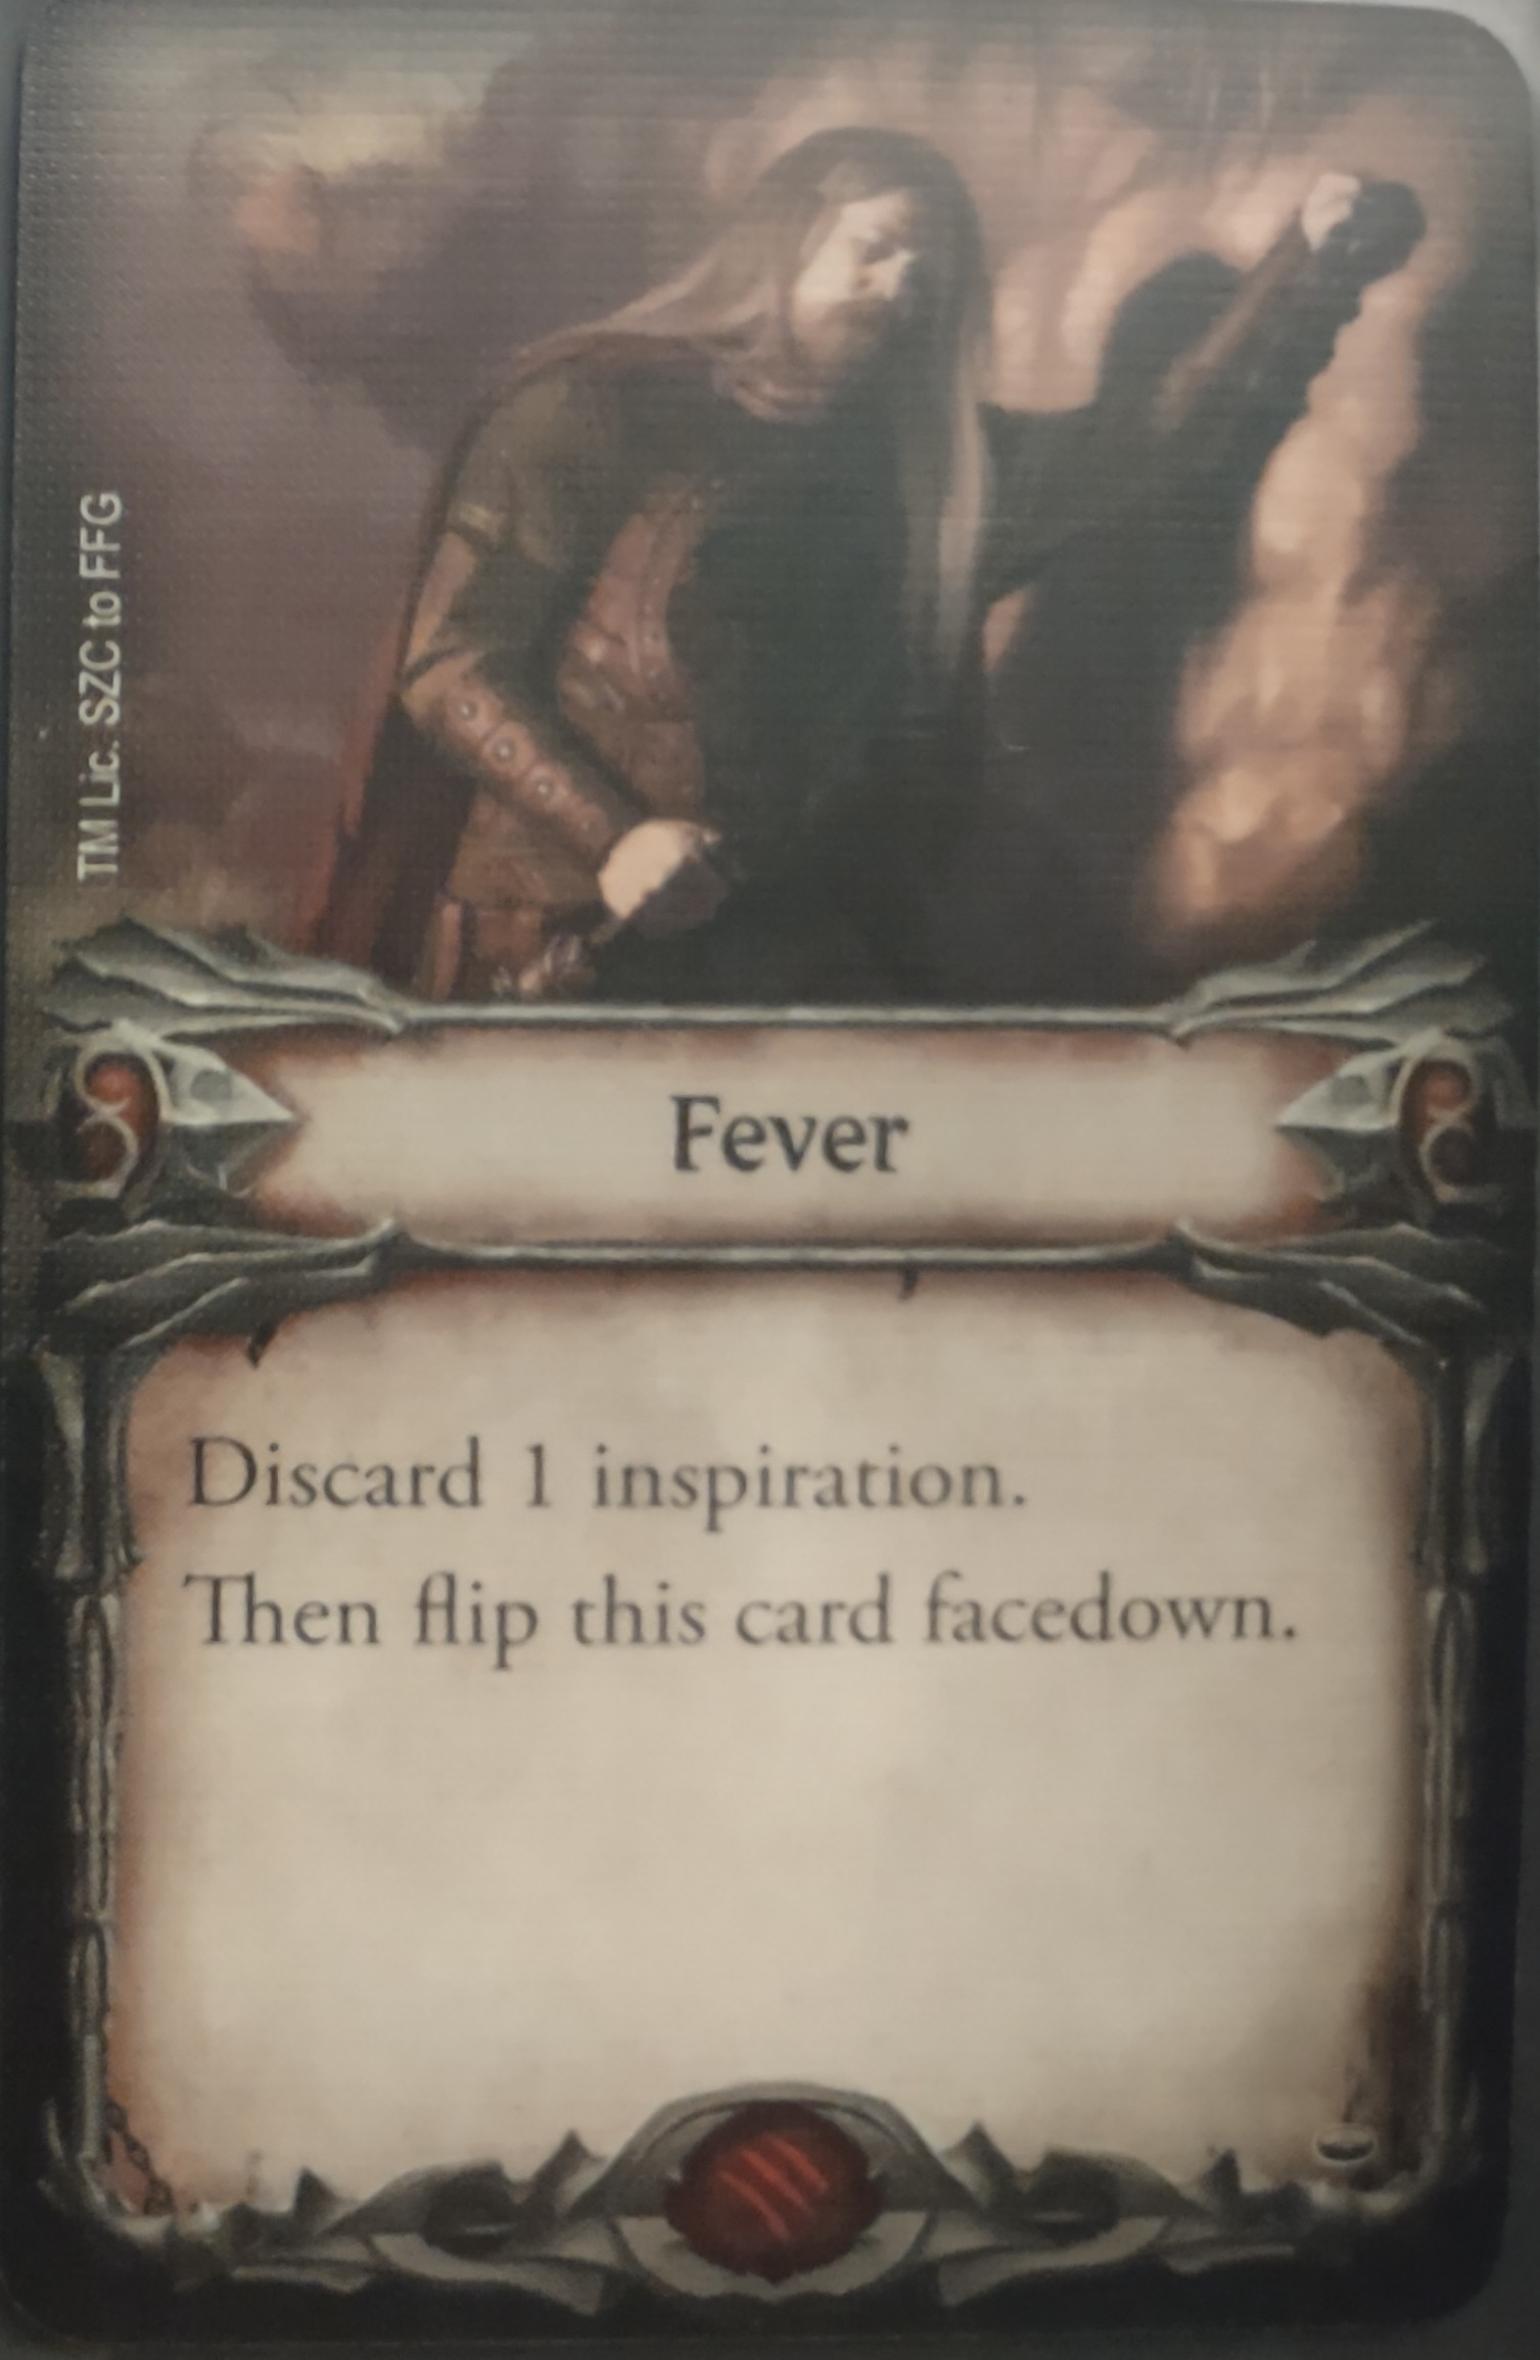 TM Lic. SZC to FFG
Fever
Discard 1 inspiration.
Then flip this card facedown.